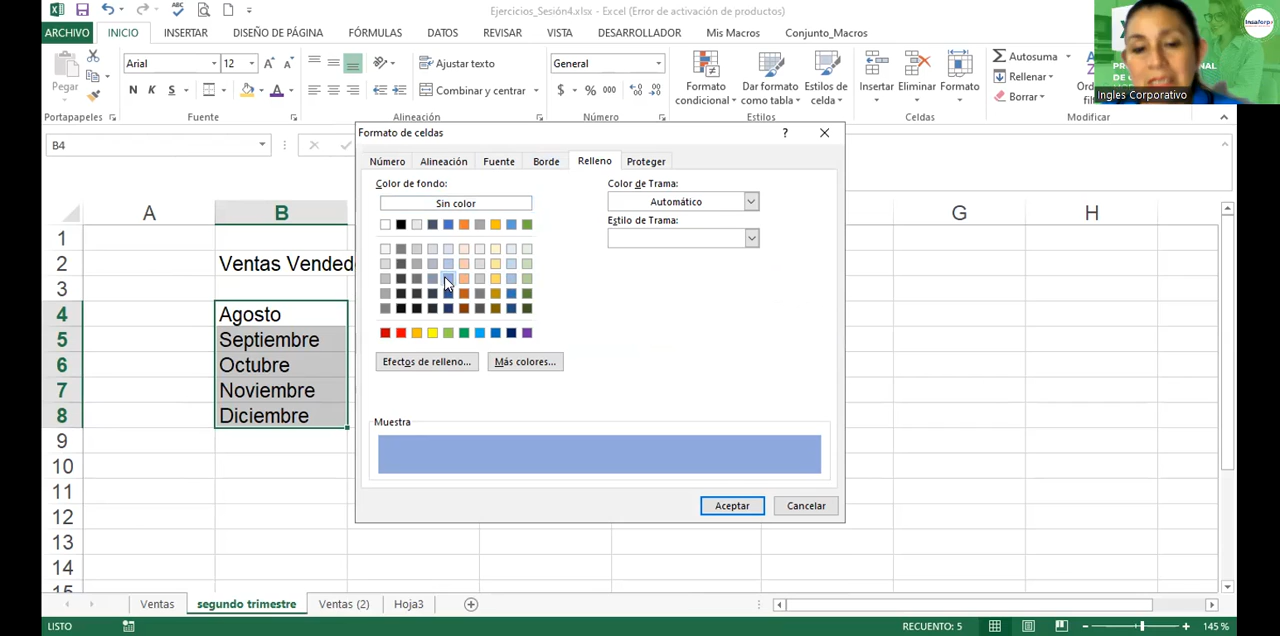 Ejercicios_Sesión4.xlsx - Excel (Error de activación de productos)
ARCHIVO INICIO INSERTAR DISEÑO DE PÁGINA FÓRMULAS DATOS REVISAR VISTA DESARROLLADOR Mis Macros Conjunto_Macros
Pegar
Arial 12
N K S
Ajustar texto
Combinar y centrar
General
$ % 000
Formato condicional
Dar formato como tabla
Estilos de celda
Insertar Eliminar Formato
Autosuma
Rellenar
Borrar
Portapapeles Fuente Alineación Número Estilos Celdas Modificar
Insaforp
Ingles Corporativo
B4
Formato de celdas ?
Número Alineación Fuente Borde Relleno Proteger
Color de fondo:
Sin color
Color de Trama:
Automático
Estilo de Trama:
Efectos de relleno... Más colores...
Muestra
Aceptar Cancelar
A B G H
1
2 Ventas Vended
3
4 Agosto
5 Septiembre
6 Octubre
7 Noviembre
8 Diciembre
9
10
11
12
13
14
15
Ventas segundo trimestre Ventas (2) Hoja3
LISTO RECUENTO: 5 145 %